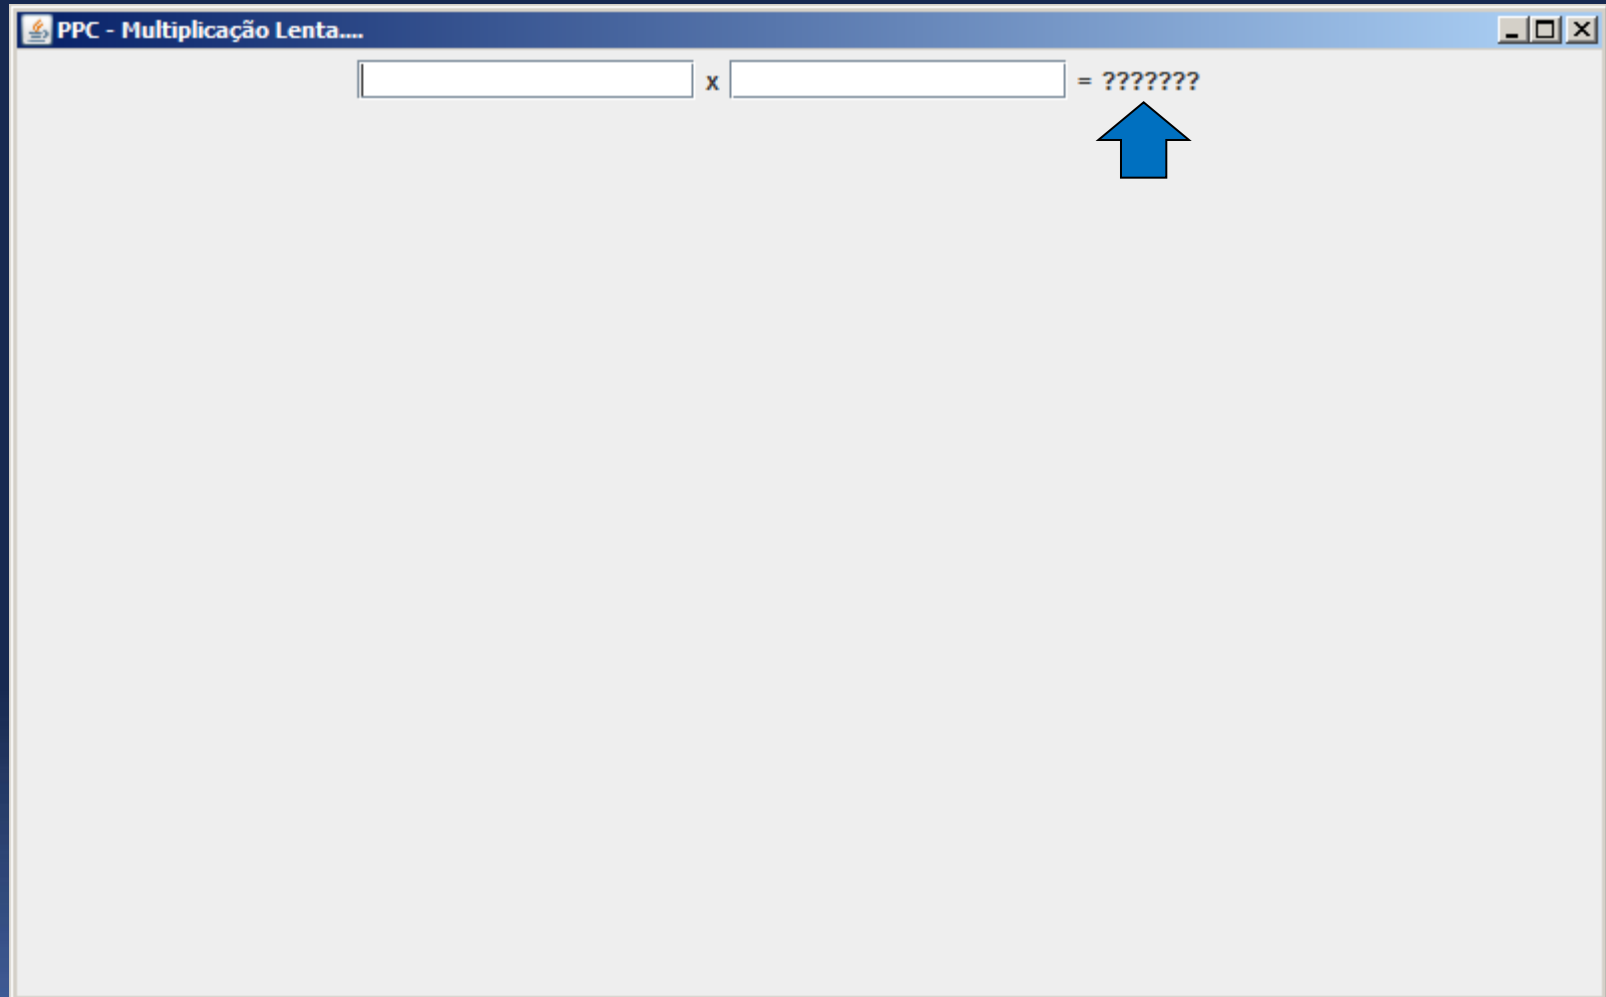 PPC - Multiplicação Lenta....
x = ???????